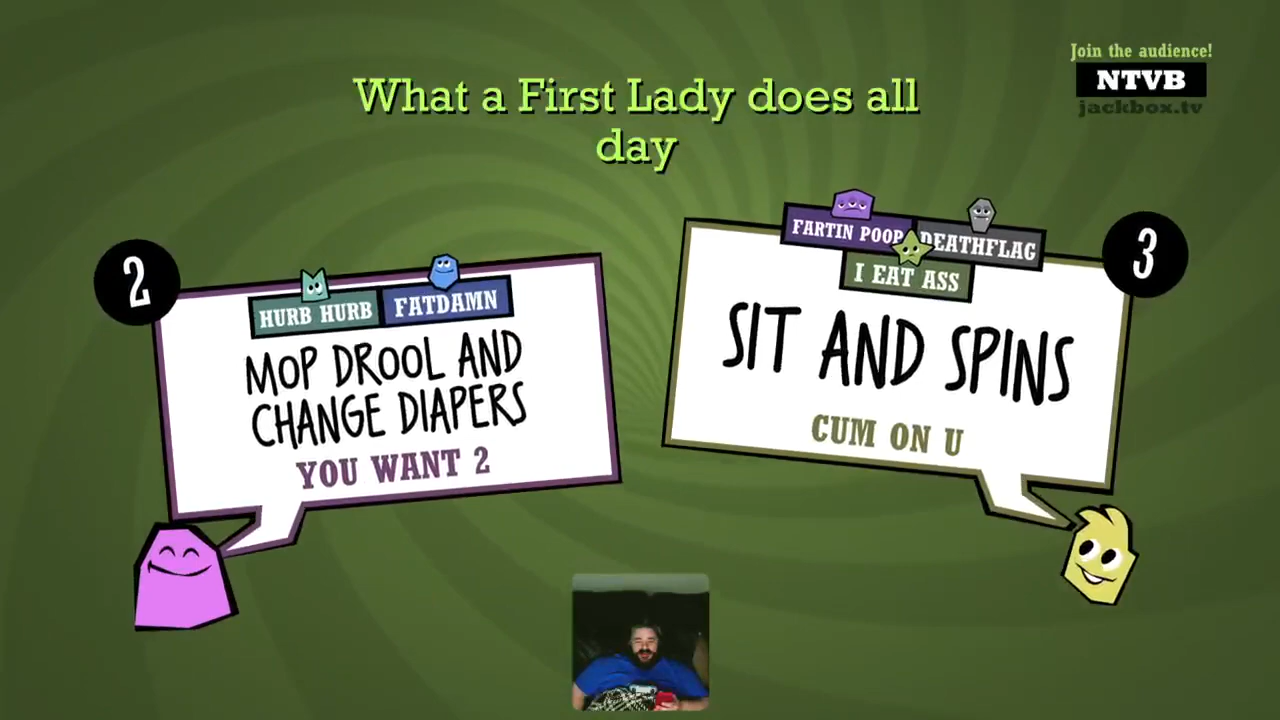 Join the audience!
NTVB
jackbox.tv
What a First Lady does all
day
2
HURB HURB
FATDAMN
MOP DROOL AND
CHANGE DIAPERS
YOU WANT 2
3
FARTIN POOP
DEATHFLAG
I EAT ASS
SIT AND SPINS
CUM ON U